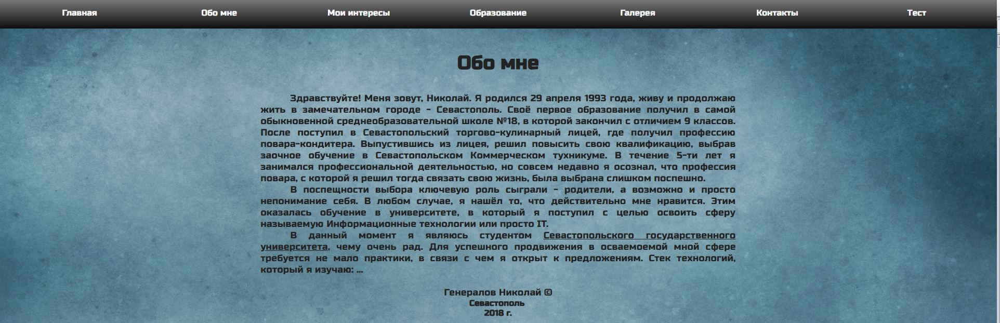 Главная Обо мне Мои интересы Образование Галерея Контакты Тест
Обо мне
Здравствуйте! Меня зовут, Николай. Я родился 29 апреля 1993 года, живу и продолжаю
жить в замечательном городе - Севастополь. Своё первое образование получил в самой
обыкновенной среднеобразовательной школе №18, в которой закончил с отличием 9 классов.
После поступил в Севастопольский торгово-кулинарный лицей, где получил профессию
повара-кондитера. Выпустившись из лицея, решил повысить свою квалификацию, выбрав
заочное обучение в Севастопольском Коммерческом тухникуме. В течение 5-ти лет я
занимался профессиональной деятельностью, но совсем недавно я осознал, что профессия
повара, с которой я решил тогда связать свою жизнь, была выбрана слишком поспешно.
В поспещности выбора ключевую роль сыграли - родители, а возможно и просто
непонимание себя. В любом случае, я нашёл то, что действительно мне нравится. Этим
оказалась обучение в университете, в который я поступил с целью освоить сферу
называемую Информационные технологии или просто IT.
В данный момент я являюсь студентом Севастопольского государственного
университета, чему очень рад. Для успешного продвижения в осваемоемой мной сфере
требуется не мало практики, в связи с чем я открыт к предложениям. Стек технологий,
который я изучаю: ...
Генералов Николай ©
Севастополь
2018 г.